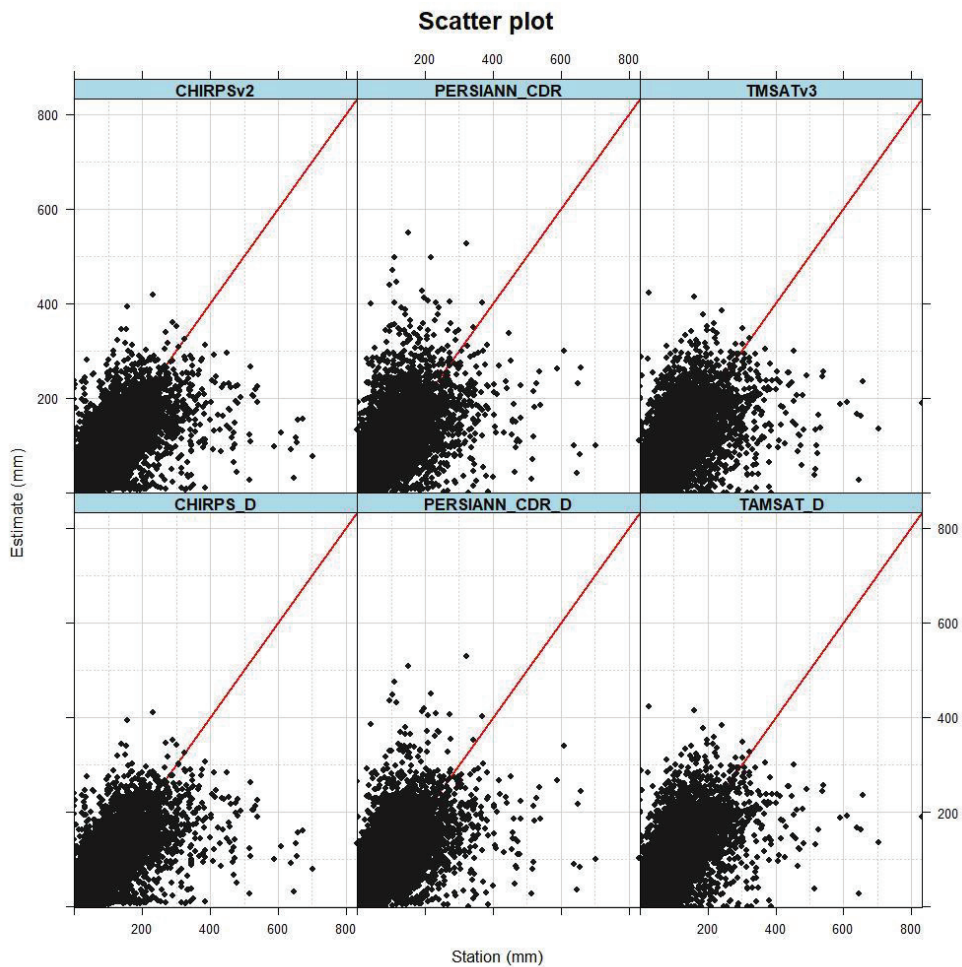 Scatter plot
200 400 600 800
CHIRPSv2 PERSIANN_CDR TMSATv3
800
600
400
200
CHIRPS_D PERSIANN_CDR_D TAMSAT_D
800
600
400
200
200 400 600 800 200 400 600 800
Estimate (mm)
Station (mm)